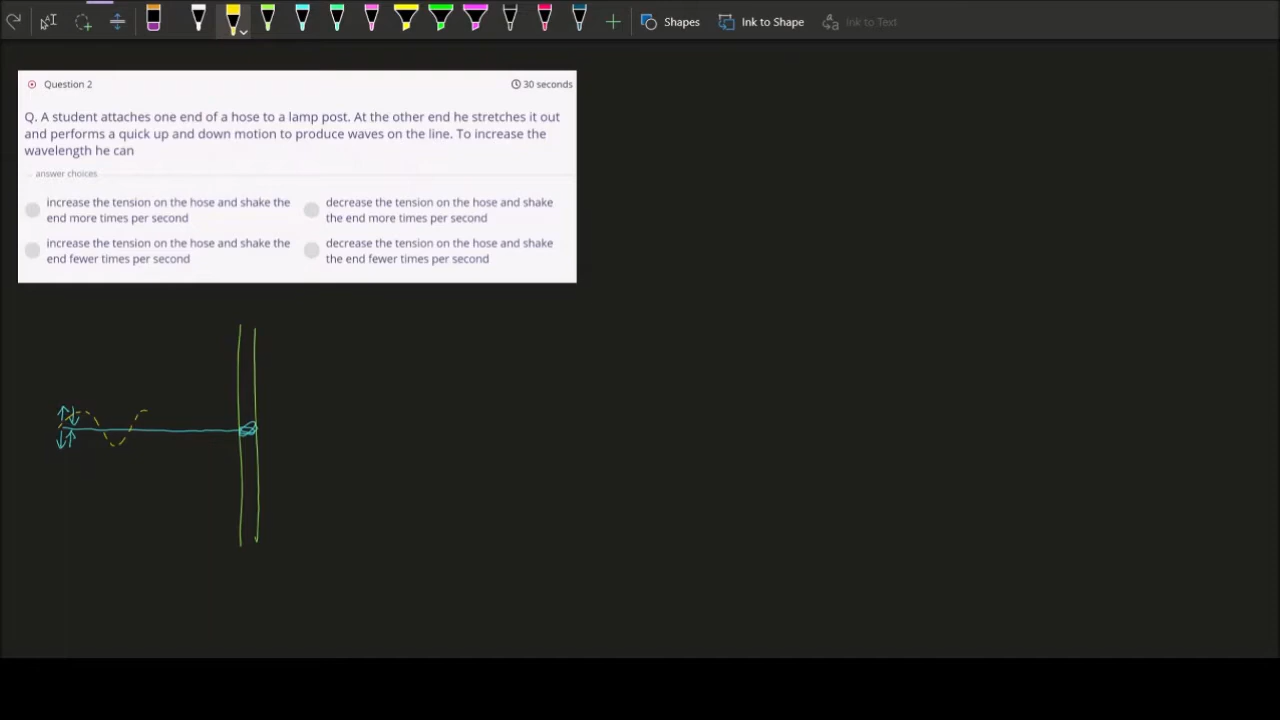 Shapes Ink to Shape Ink to Text
Question 2 30 seconds
Q. A student attaches one end of a hose to a lamp post. At the other end he stretches it out
and performs a quick up and down motion to produce waves on the line. To increase the
wavelength he can
answer choices
increase the tension on the hose and shake the
end more times per second
decrease the tension on the hose and shake
the end more times per second
increase the tension on the hose and shake the
end fewer times per second
decrease the tension on the hose and shake
the end fewer times per second